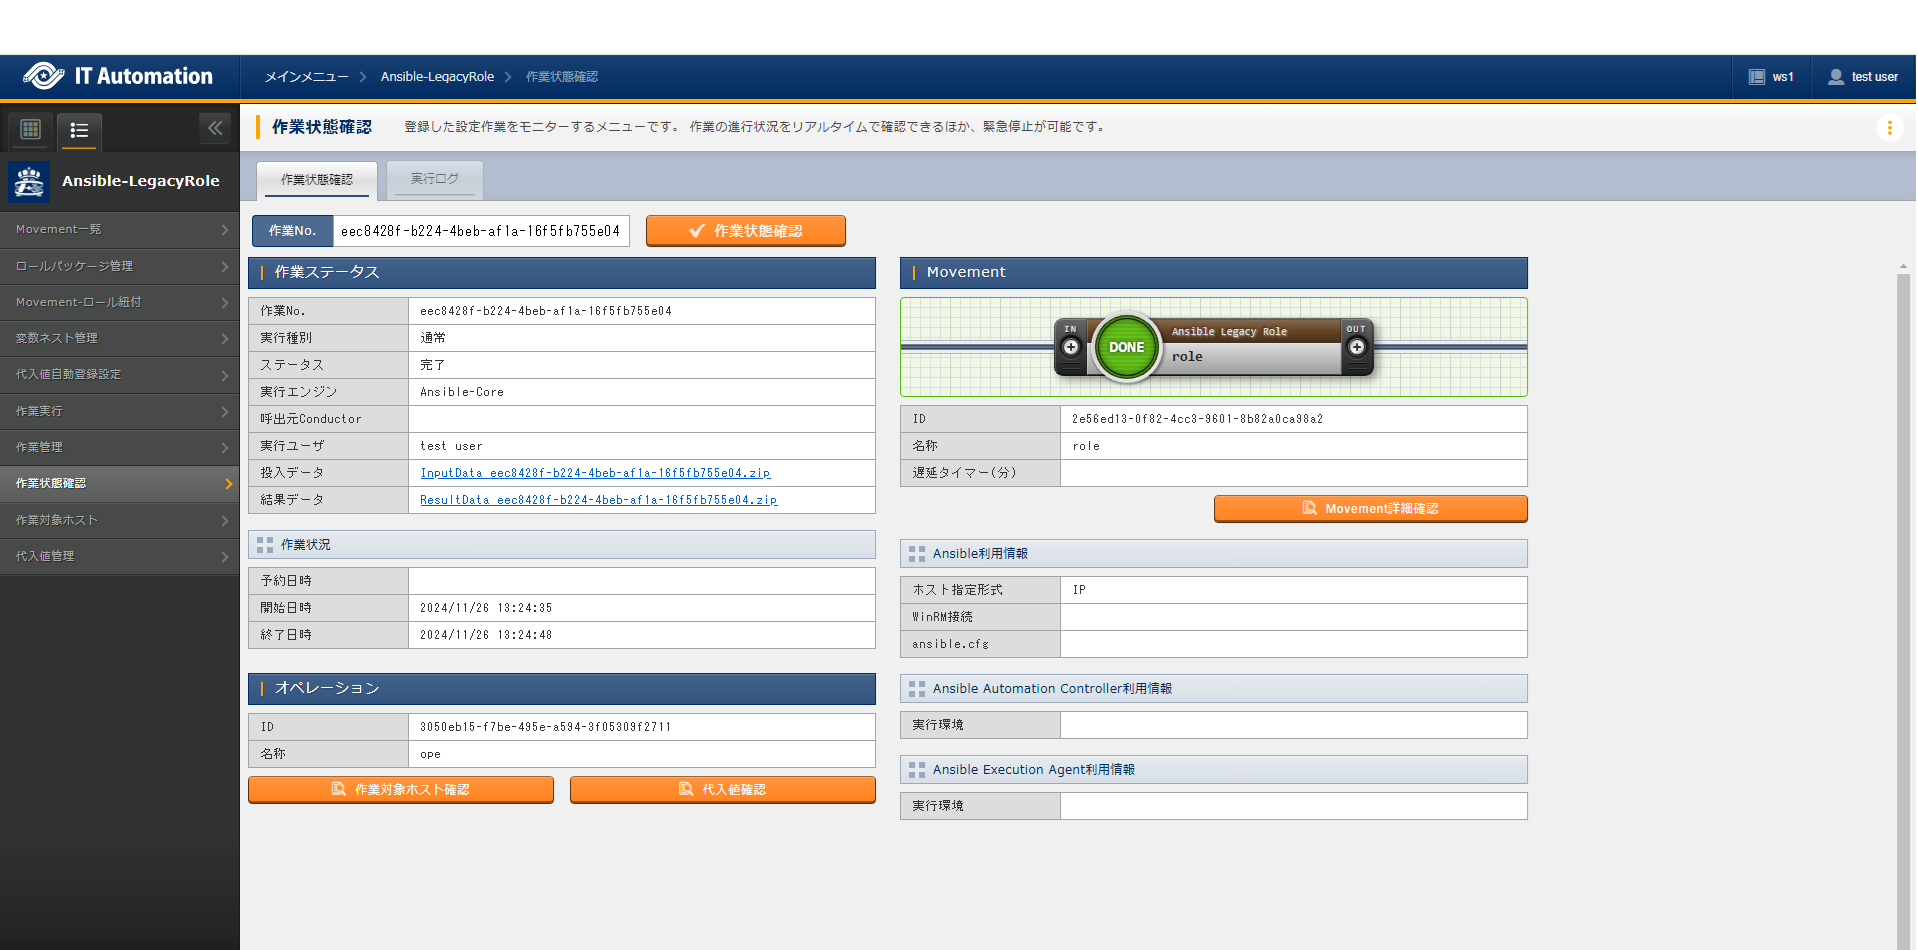 IT Automation
メインメニュー > Ansible-LegacyRole > 作業状態確認
ws1
test user
作業状態確認
登録した設定作業をモニターするメニューです。 作業の進行状況をリアルタイムで確認できるほか、緊急停止が可能です。
Ansible-LegacyRole
Movement一覧
ロールパッケージ管理
Movement-ロール紐付
変数ネスト管理
代入値自動登録設定
作業実行
作業管理
作業状態確認
作業対象ホスト
代入値管理
作業状態確認
実行ログ
作業No.
eec8428f-b224-4beb-af1a-16f5fb755e04
作業状態確認
作業ステータス
作業No. eec8428f-b224-4beb-af1a-16f5fb755e04
実行種別 通常
ステータス 完了
実行エンジン Ansible-Core
呼出元Conductor
実行ユーザ test user
投入データ InputData_eec8428f-b224-4beb-af1a-16f5fb755e04.zip
結果データ ResultData_eec8428f-b224-4beb-af1a-16f5fb755e04.zip
作業状況
予約日時
開始日時 2024/11/26 13:24:35
終了日時 2024/11/26 13:24:48
オペレーション
ID 3050eb15-f7be-495e-a594-3f05309f2711
名称 ope
作業対象ホスト確認
代入値確認
Movement
IN
DONE
Ansible Legacy Role
role
OUT
ID 2e56ed13-0f82-4cc3-9601-8b82a0ca98a2
名称 role
遅延タイマー(分)
Movement詳細確認
Ansible利用情報
ホスト指定形式 IP
WinRM接続
ansible.cfg
Ansible Automation Controller利用情報
実行環境
Ansible Execution Agent利用情報
実行環境